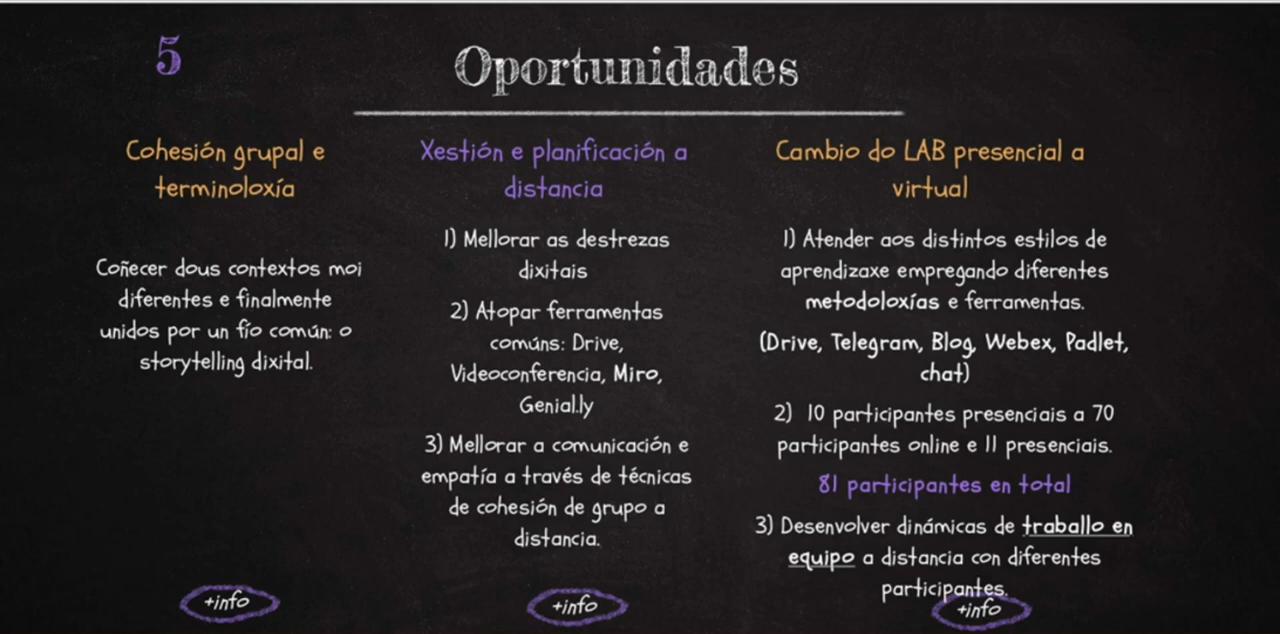 5
Oportunidades
Cohesión grupal e
terminoloxía
Coñecer dous contextos moi
diferentes e finalmente
unidos por un fío común: o
storytelling dixital.
+info
Xestión e planificación a
distancia
1) Mellorar as destrezas
dixitais
2) Atopar ferramentas
comúns: Drive,
Videoconferencia, Miro,
Genial.ly
3) Mellorar a comunicación e
empatía a través de técnicas
de cohesión de grupo a
distancia.
+info
Cambio do LAB presencial a
virtual
1) Atender aos distintos estilos de
aprendizaxe empregando diferentes
metodoloxías e ferramentas.
(Drive, Telegram, Blog, Webex, Padlet,
chat)
2) 10 participantes presenciais a 70
participantes online e 11 presenciais.
81 participantes en total
3) Desenvolver dinámicas de traballo en
equipo a distancia con diferentes
participantes.
+info